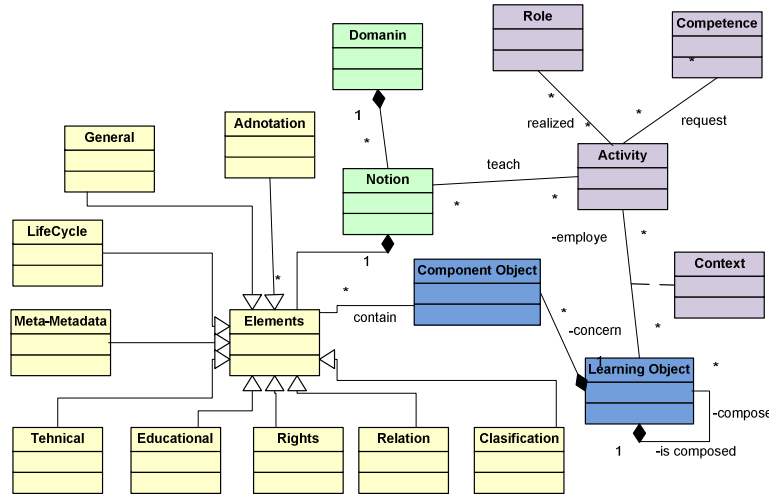 Role
Competence
*
Domanin
1
*
*
*
*
realized
request
Adnotation
General
Activity
teach
Notion
*
*
LifeCycle
-employe
*
1
Component Object
Context
*
*
Meta-Metadata
Elements
contain
*
-concern
*
1
Learning Object
*
-compose
Tehnical
Educational
Rights
Relation
Clasification
1
-is composed